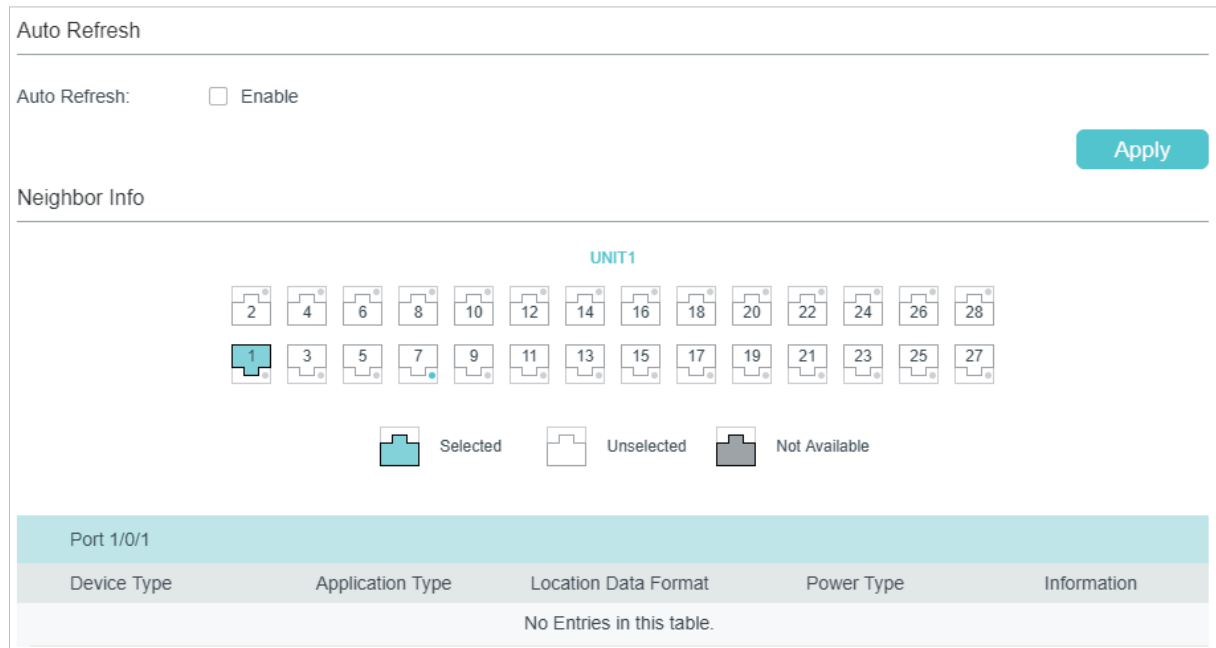 Auto Refresh
Auto Refresh: Enable
Apply
Neighbor Info
UNIT1
2 4 6 8 10 12 14 16 18 20 22 24 26 28
1 3 5 7 9 11 13 15 17 19 21 23 25 27
Selected Unselected Not Available
Port 1/0/1
Device Type Application Type Location Data Format Power Type Information
No Entries in this table.